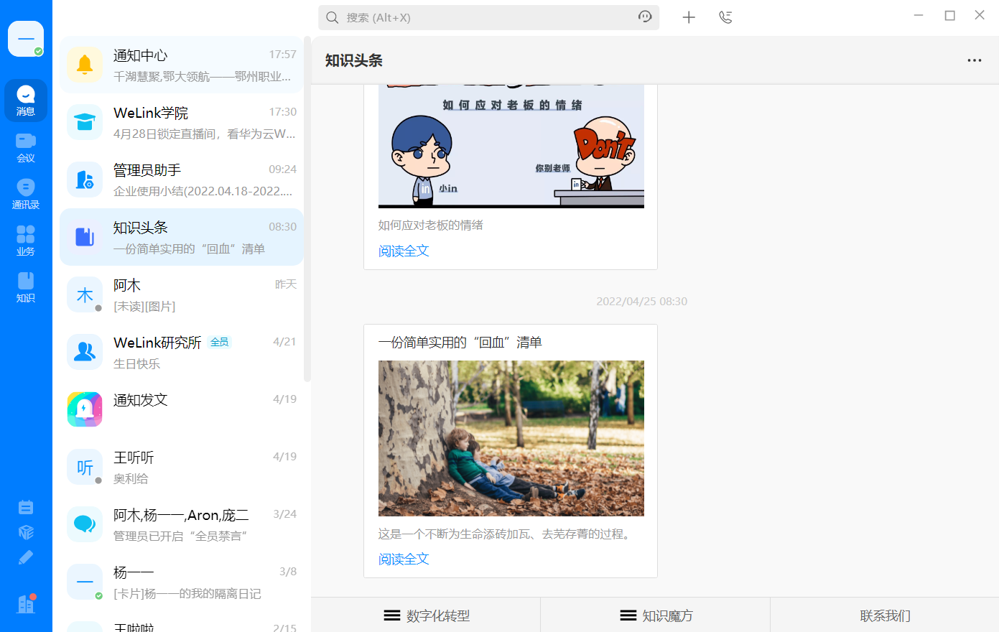 搜索 (Alt+X)
消息
会议
通讯录
业务
知识
通知中心 17:57
千湖慧聚,鄂大领航——鄂州职业...
WeLink学院 17:30
4月28日锁定直播间，看华为云W...
管理员助手 09:24
企业使用小结(2022.04.18-2022....
知识头条 08:30
一份简单实用的“回血”清单
木
阿木 昨天
[未读][图片]
WeLink研究所 全员 4/21
生日快乐
通知发文 4/19
听
王听听 4/19
奥利给
阿木,杨一一,Aron,庞二 3/24
管理员已开启“全员禁言”
一
杨一一 3/8
[卡片]杨一一的我的隔离日记
王啦啦 2/15
知识头条
如何应对老板的情绪
Don't
你别老师
in
小in
in
如何应对老板的情绪
阅读全文
2022/04/25 08:30
一份简单实用的“回血”清单
这是一个不断为生命添砖加瓦、去芜存菁的过程。
阅读全文
数字化转型
知识魔方
联系我们